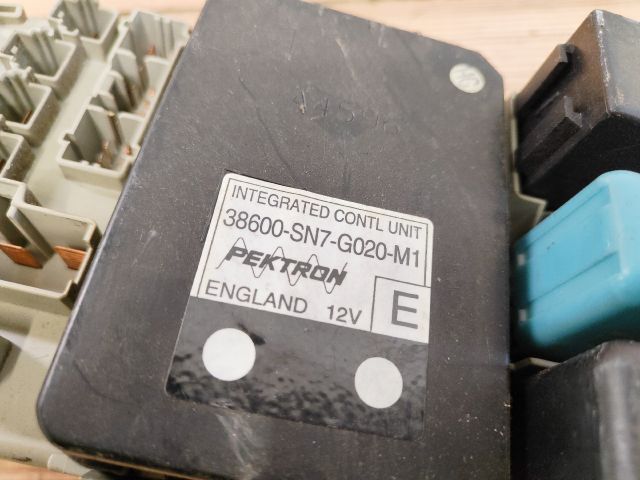 INTEGRATED CONTL UNIT
38600-SN7-G020-M1
PEKTRON
ENGLAND 12V E